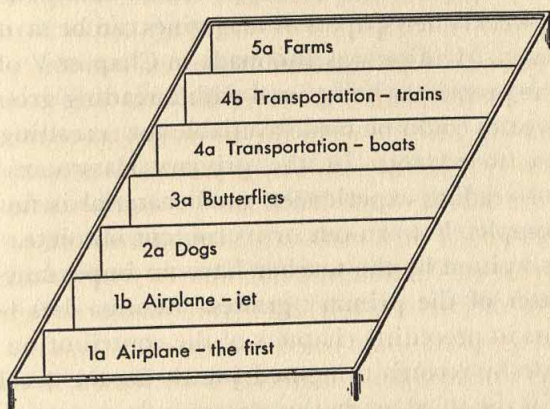 5a Farms
4b Transportation – trains
4a Transportation – boats
3a Butterflies
2a Dogs
1b Airplane – jet
1a Airplane – the first